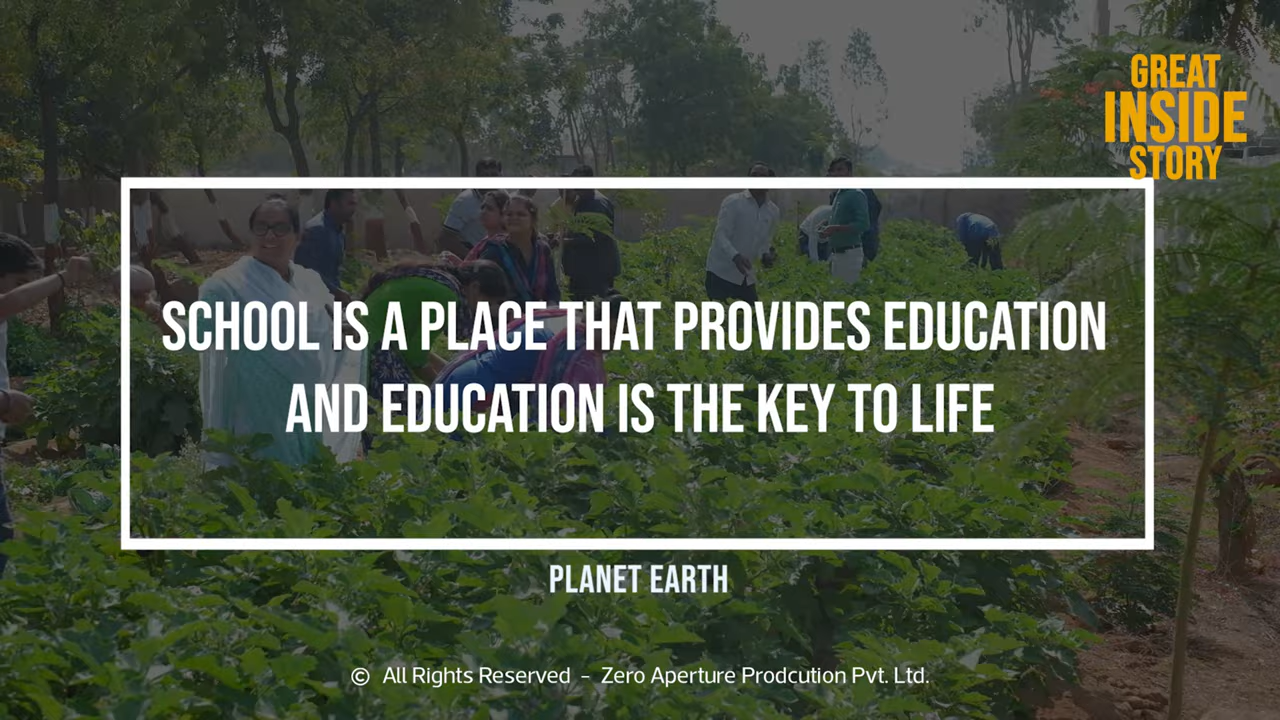 GREAT
INSIDE
STORY
SCHOOL IS A PLACE THAT PROVIDES EDUCATION
AND EDUCATION IS THE KEY TO LIFE
PLANET EARTH
© All Rights Reserved - Zero Aperture Prodcution Pvt. Ltd.